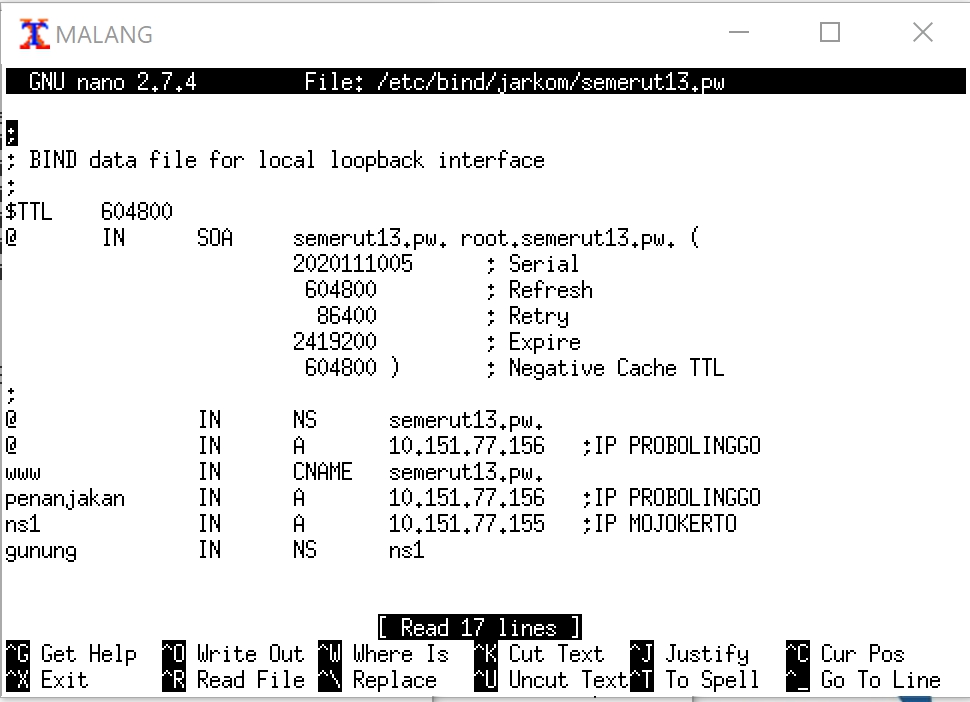 MALANG
GNU nano 2.7.4 File: /etc/bind/jarkom/semerut13.pw
;
; BIND data file for local loopback interface
;
$TTL 604800
@ IN SOA semerut13.pw. root.semerut13.pw. (
2020111005 ; Serial
604800 ; Refresh
86400 ; Retry
2419200 ; Expire
604800 ) ; Negative Cache TTL
;
@ IN NS semerut13.pw.
@ IN A 10.151.77.156 ;IP PROBOLINGGO
www IN CNAME semerut13.pw.
penanjakan IN A 10.151.77.156 ;IP PROBOLINGGO
ns1 IN A 10.151.77.155 ;IP MOJOKERTO
gunung IN NS ns1
[ Read 17 lines ]
^G Get Help ^O Write Out ^W Where Is ^K Cut Text ^J Justify ^C Cur Pos
^X Exit ^R Read File ^\ Replace ^U Uncut Text ^T To Spell ^_ Go To Line